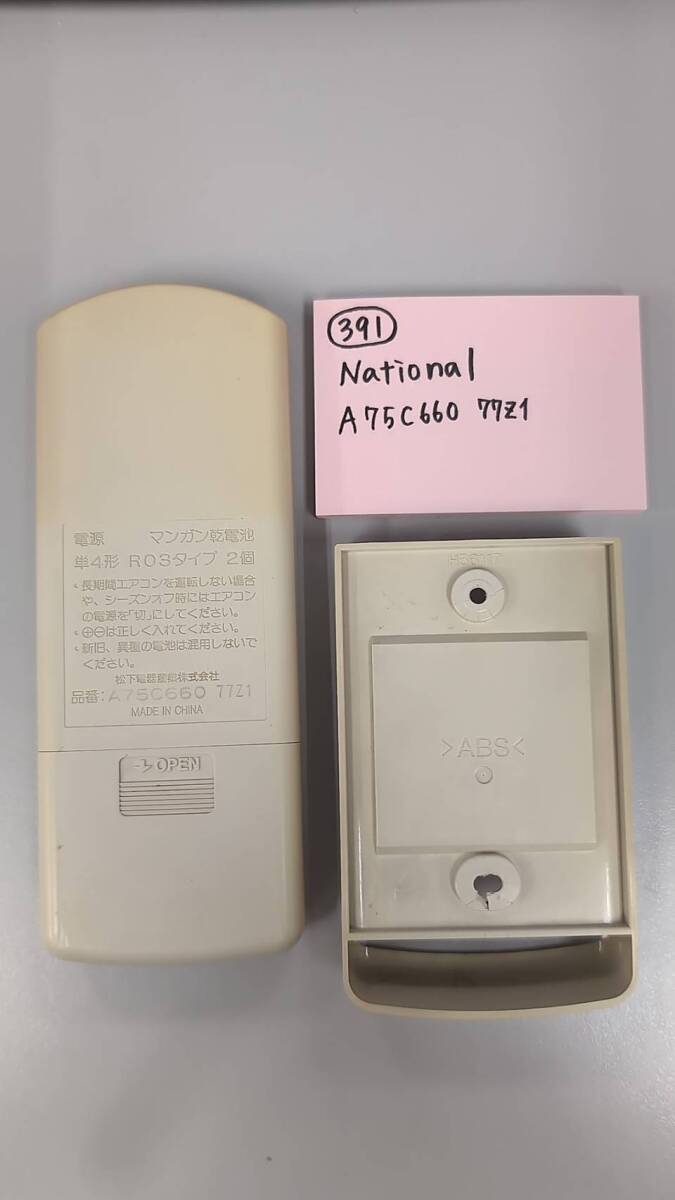 391
National
A75C660 77Z1
電源 マンガン乾電池
単4形 R03タイプ 2個
長期間エアコンを運転しない場合
や、シーズンオフ時にはエアコン
の電源を「切」にしてください。
⊕⊖は正しく入れてください。
新旧、異種の電池は混用しないで
ください。
松下電器産業株式会社
品番: A75C660 77Z1
MADE IN CHINA
OPEN
>ABS<